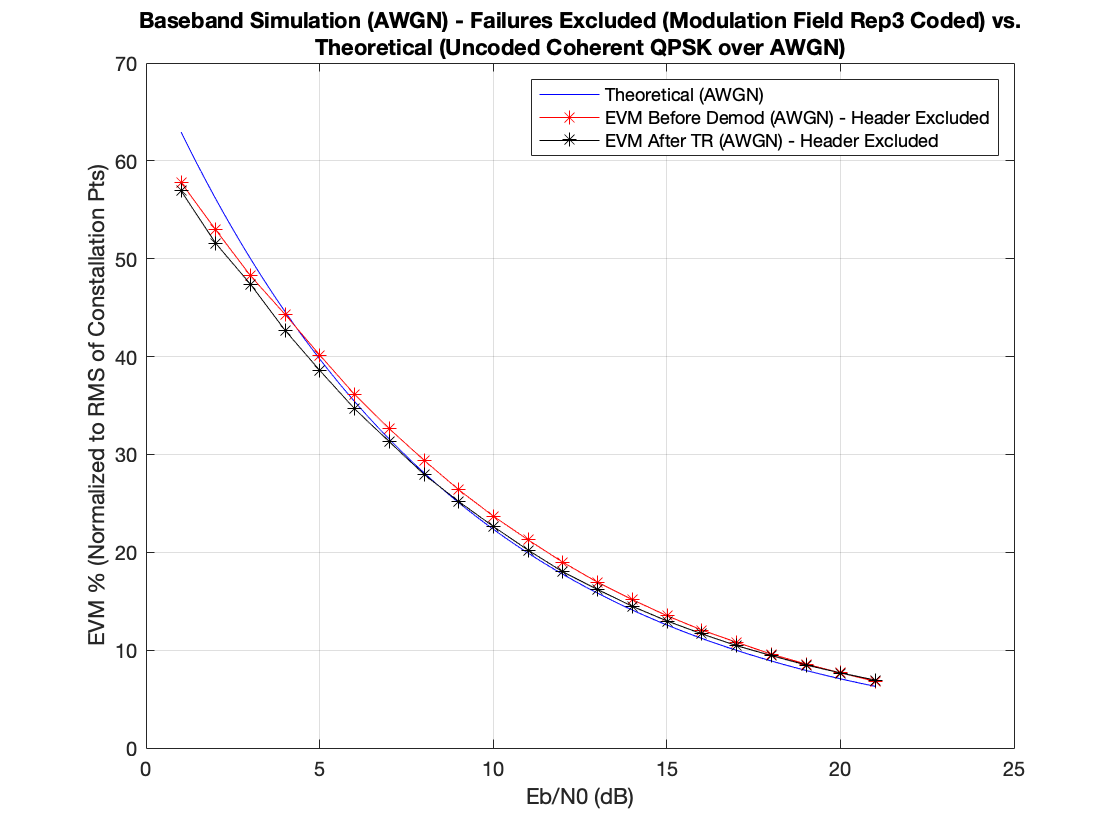 Baseband Simulation (AWGN) - Failures Excluded (Modulation Field Rep3 Coded) vs.
Theoretical (Uncoded Coherent QPSK over AWGN)
Theoretical (AWGN)
EVM Before Demod (AWGN) - Header Excluded
EVM After TR (AWGN) - Header Excluded
EVM % (Normalized to RMS of Constallation Pts)
70
60
50
40
30
20
10
0
0 5 10 15 20 25
Eb/N0 (dB)